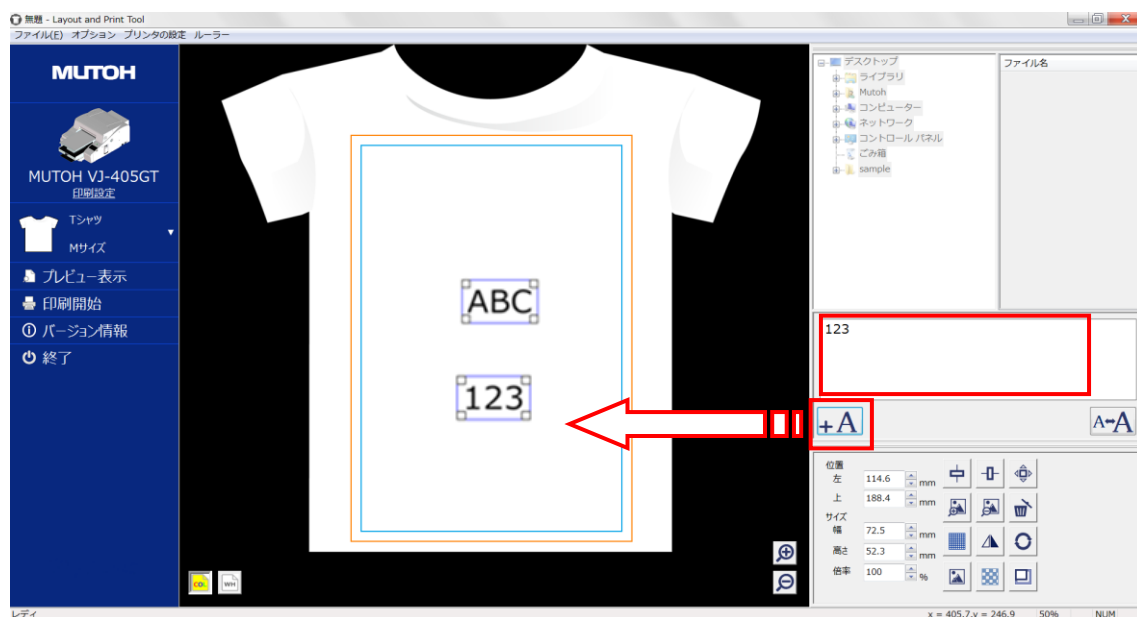 無題 - Layout and Print Tool
ファイル(F) オプション プリンタの設定 ルーラー
MUTOH
MUTOH VJ-405GT
印刷設定
Tシャツ
Mサイズ
プレビュー表示
印刷開始
バージョン情報
終了
ABC
123
COL
WH
デスクトップ
ライブラリ
Mutoh
コンピューター
ネットワーク
コントロール パネル
ごみ箱
sample
ファイル名
123
+A
A↔A
位置
左 114.6 mm
上 188.4 mm
サイズ
幅 72.5 mm
高さ 52.3 mm
倍率 100 %
レディ
x = 405.7,y = 246.9 50% NUM